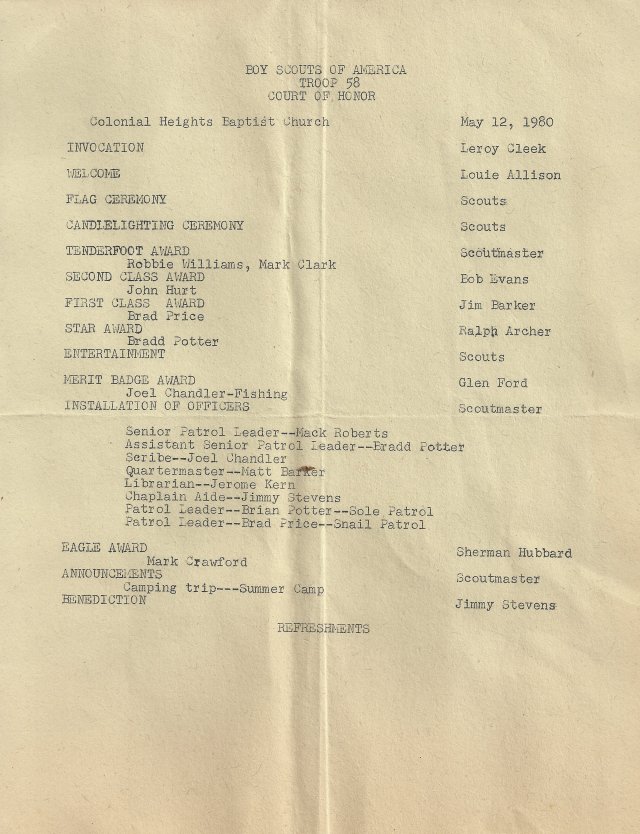 BOY SCOUTS OF AMERICA
TROOP 58
COURT OF HONOR
Colonial Heights Baptist Church May 12, 1980
INVOCATION Leroy Cleek
WELCOME Louie Allison
FLAG CEREMONY Scouts
CANDLELIGHTING CEREMONY Scouts
TENDERFOOT AWARD Scoutmaster
Robbie Williams, Mark Clark
SECOND CLASS AWARD Bob Evans
John Hurt
FIRST CLASS AWARD Jim Barker
Brad Price
STAR AWARD Ralph Archer
Bradd Potter
ENTERTAINMENT Scouts
MERIT BADGE AWARD Glen Ford
Joel Chandler-Fishing
INSTALLATION OF OFFICERS Scoutmaster
Senior Patrol Leader--Mack Roberts
Assistant Senior Patrol Leader--Bradd Potter
Scribe--Joel Chandler
Quartermaster--Matt Barker
Librarian--Jerome Kern
Chaplain Aide--Jimmy Stevens
Patrol Leader--Brian Potter--Sole Patrol
Patrol Leader--Brad Price--Snail Patrol
EAGLE AWARD Sherman Hubbard
Mark Crawford
ANNOUNCEMENTS Scoutmaster
Camping trip---Summer Camp
BENEDICTION Jimmy Stevens
REFRESHMENTS